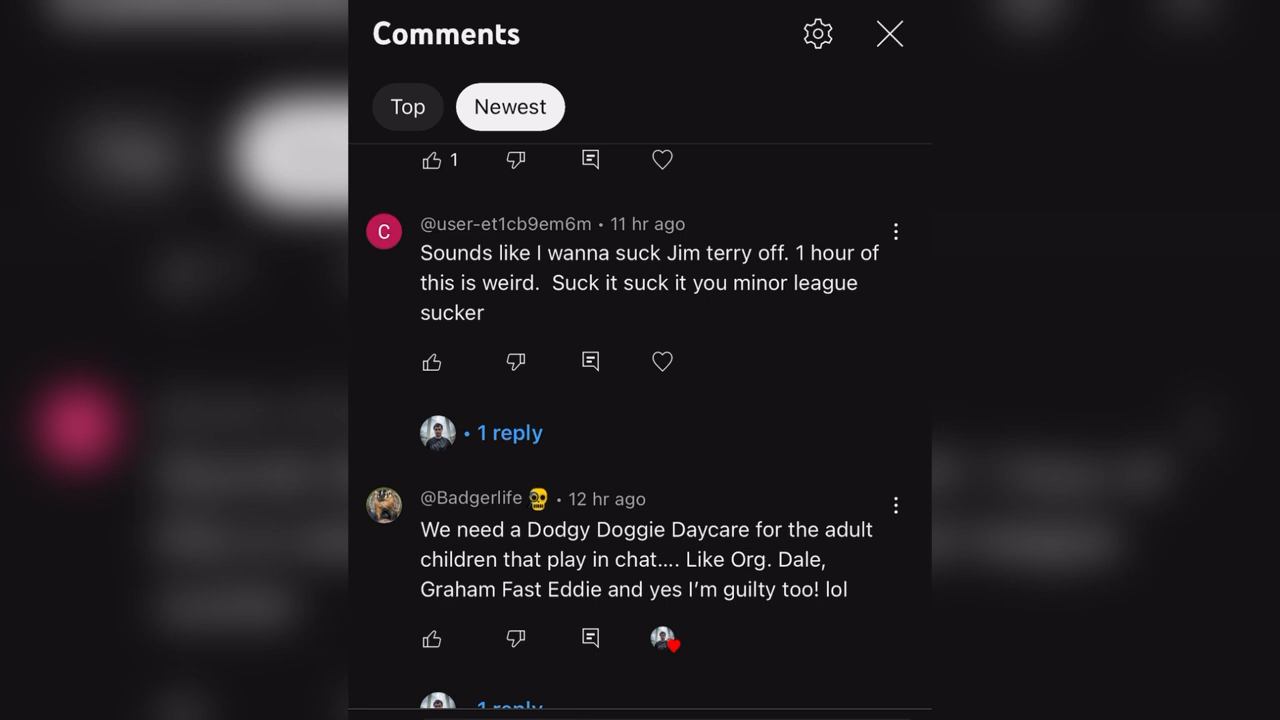 Comments
Top
Newest
1
C
@user-et1cb9em6m • 11 hr ago
Sounds like I wanna suck Jim terry off. 1 hour of
this is weird.  Suck it suck it you minor league
sucker
• 1 reply
@Badgerlife • 12 hr ago
We need a Dodgy Doggie Daycare for the adult
children that play in chat.... Like Org. Dale,
Graham Fast Eddie and yes I’m guilty too! lol
1 reply